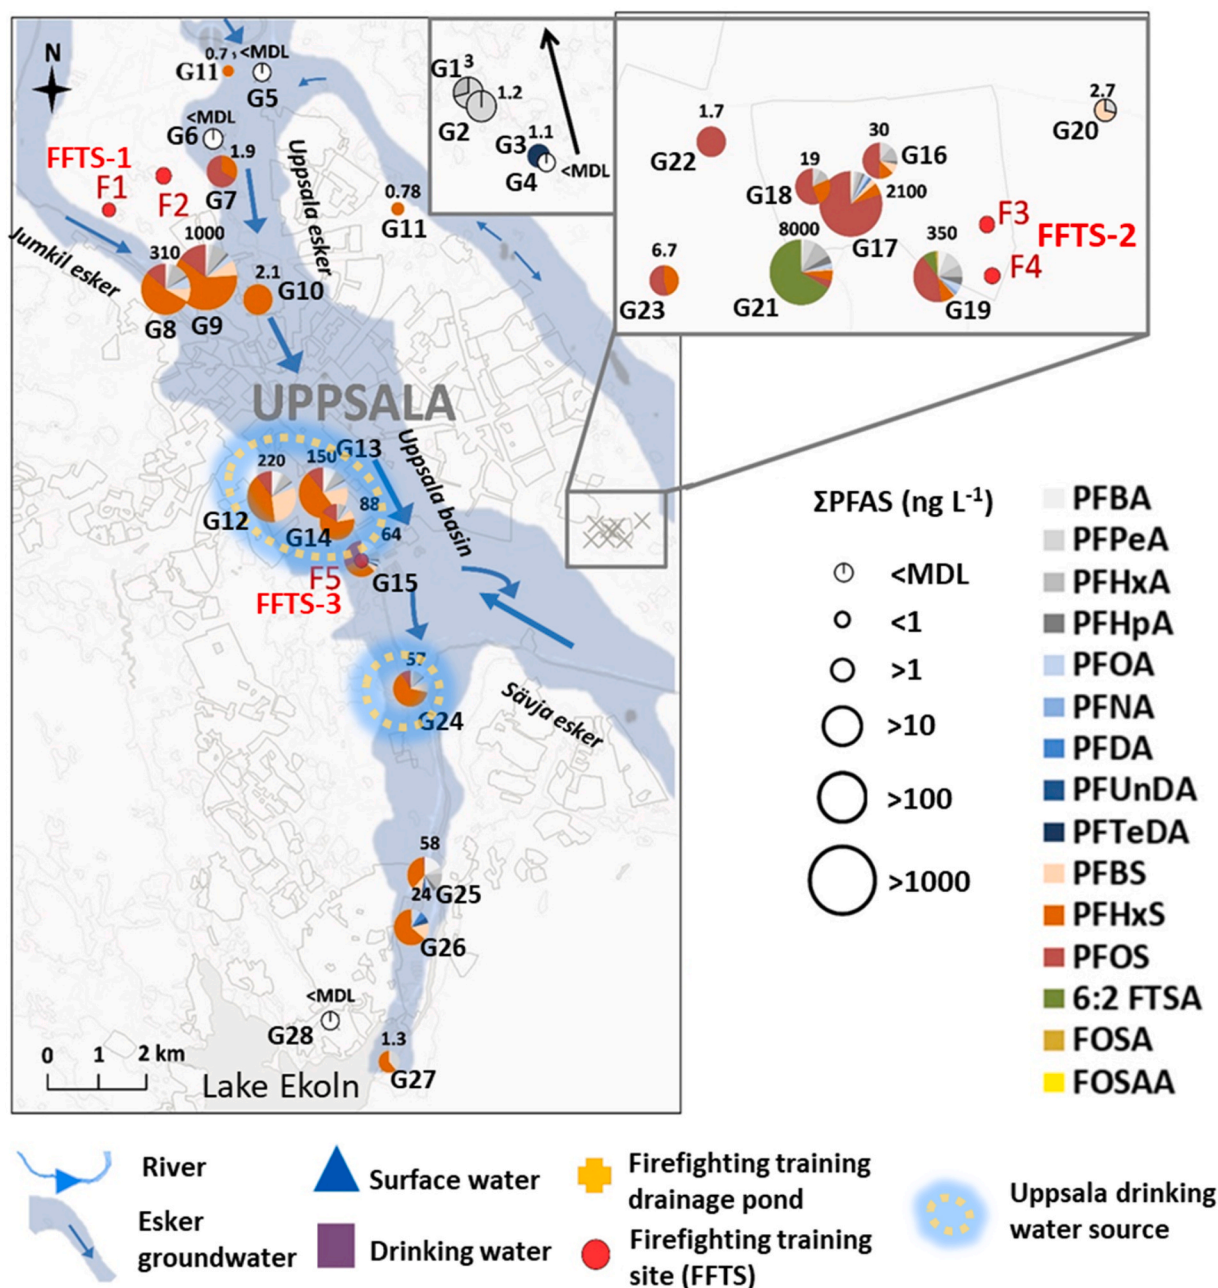 N
0.7 '
<MDL
G11
G5
<MDL
G6
1.9
G7
FFTS-1
F1
F2
Uppsala esker
0.78
G11
Jumkil esker
310
1000
G8
G9
2.1
G10
G1
3
1.2
G2
G3
1.1
G4
<MDL
1.7
G22
30
G16
2.7
G20
19
G18
2100
G17
F3
FFTS-2
F4
8000
G21
350
G19
6.7
G23
UPPSALA
Uppsala basin
220
G12
150
G13
88
G14
64
F5
G15
FFTS-3
57
G24
Sävja esker
58
G25
24
G26
<MDL
G28
1.3
G27
0 1 2 km
Lake Ekoln
ΣPFAS (ng L-1)
<MDL
<1
>1
>10
>100
>1000
PFBA
PFPeA
PFHxA
PFHpA
PFOA
PFNA
PFDA
PFUnDA
PFTeDA
PFBS
PFHxS
PFOS
6:2 FTSA
FOSA
FOSAA
River
Esker
groundwater
Surface water
Drinking water
Firefighting training
drainage pond
Firefighting training
site (FFTS)
Uppsala drinking
water source